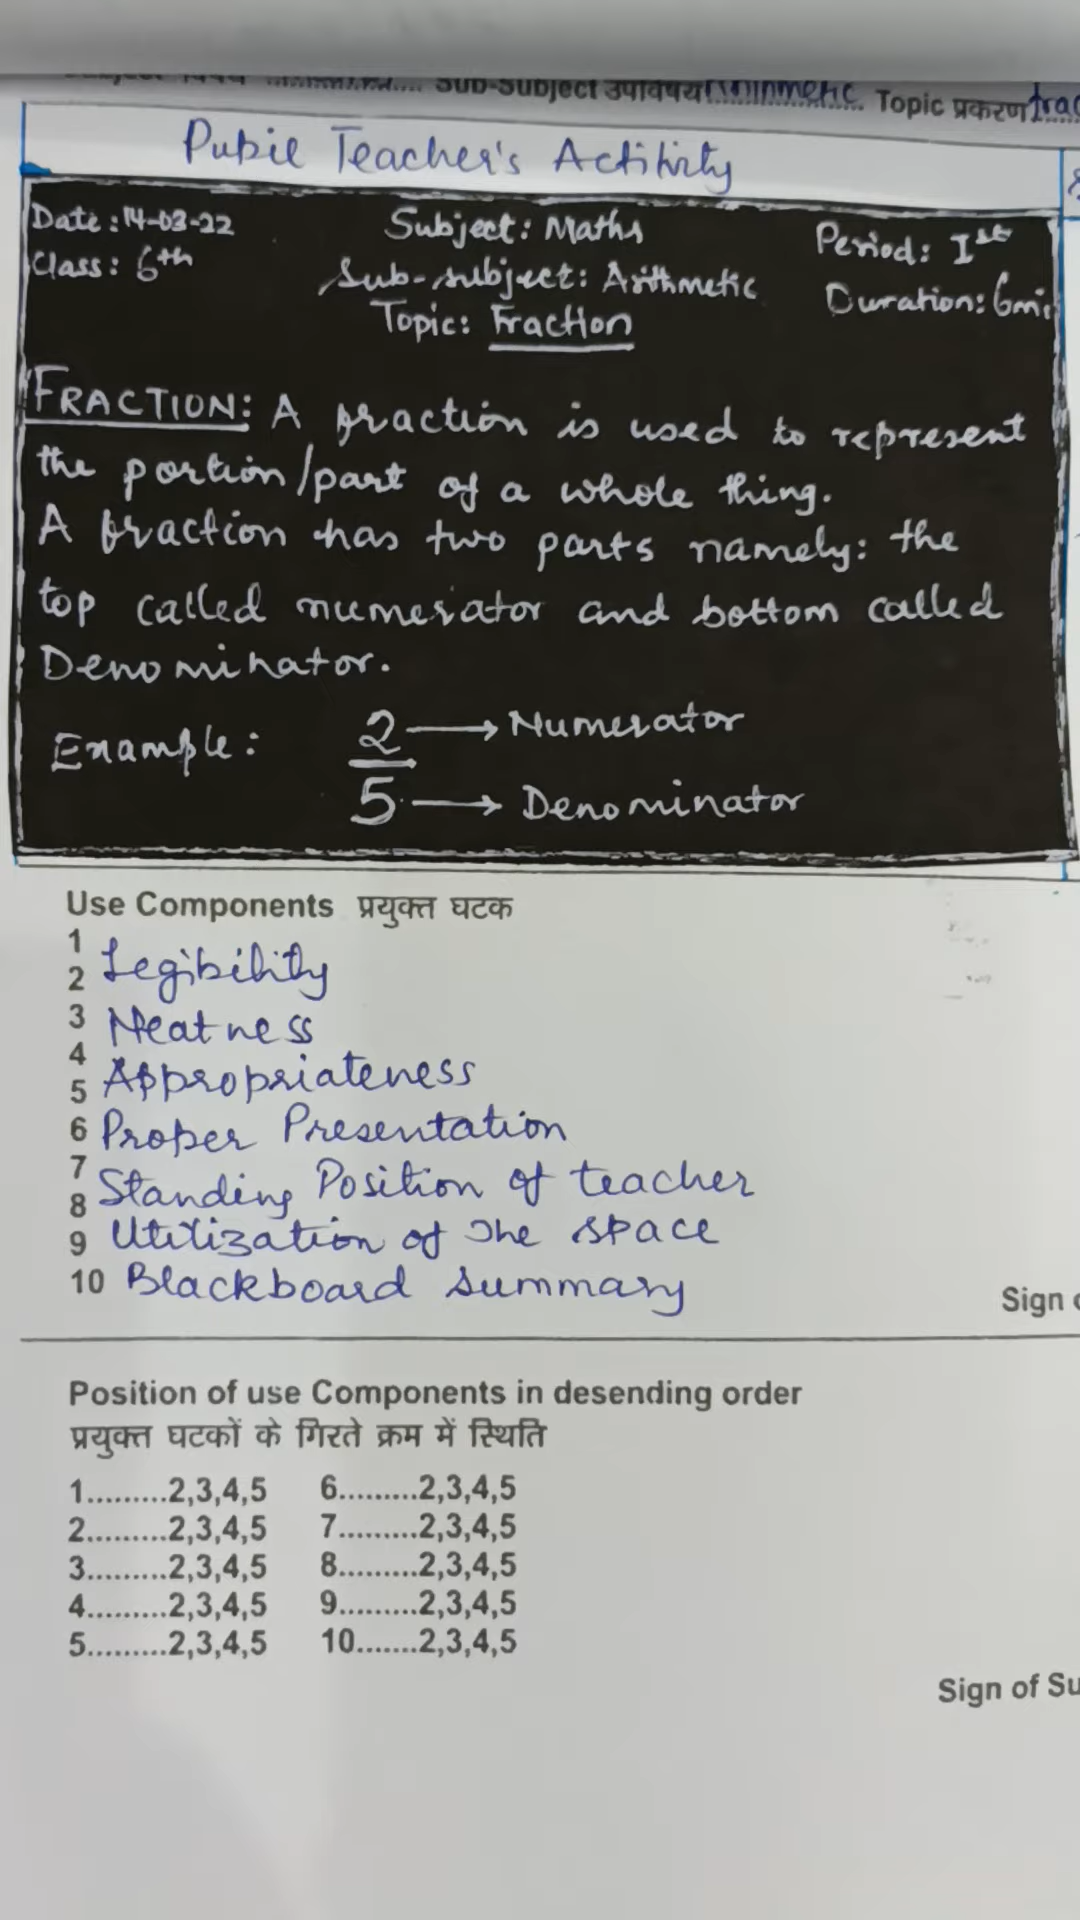 Sub-Subject उपविषय Arithmetic Topic प्रकरण
Pubil Teacher's Actitivity
Date : 14-03-22 Subject: Maths Period: Ist
Class: 6th Sub-subject: Arithmetic Duration: 6mi
Topic: Fraction
FRACTION: A fraction is used to represent
the portion/part of a whole thing.
A fraction has two parts namely: the
top called numerator and bottom called
Denominator.
Example: 2 → Numerator
5 → Denominator
Use Components प्रयुक्त घटक
1
2 Legibility
3 Neatness
4
5 Appropriateness
6 Proper Presentation
7
8 Standing Position of teacher
9 Utilization of The space
10 Blackboard summary
Sign
Position of use Components in desending order
प्रयुक्त घटकों के गिरते क्रम में स्थिति
1.........2,3,4,5 6.........2,3,4,5
2.........2,3,4,5 7.........2,3,4,5
3.........2,3,4,5 8.........2,3,4,5
4.........2,3,4,5 9.........2,3,4,5
5.........2,3,4,5 10.......2,3,4,5
Sign of Su